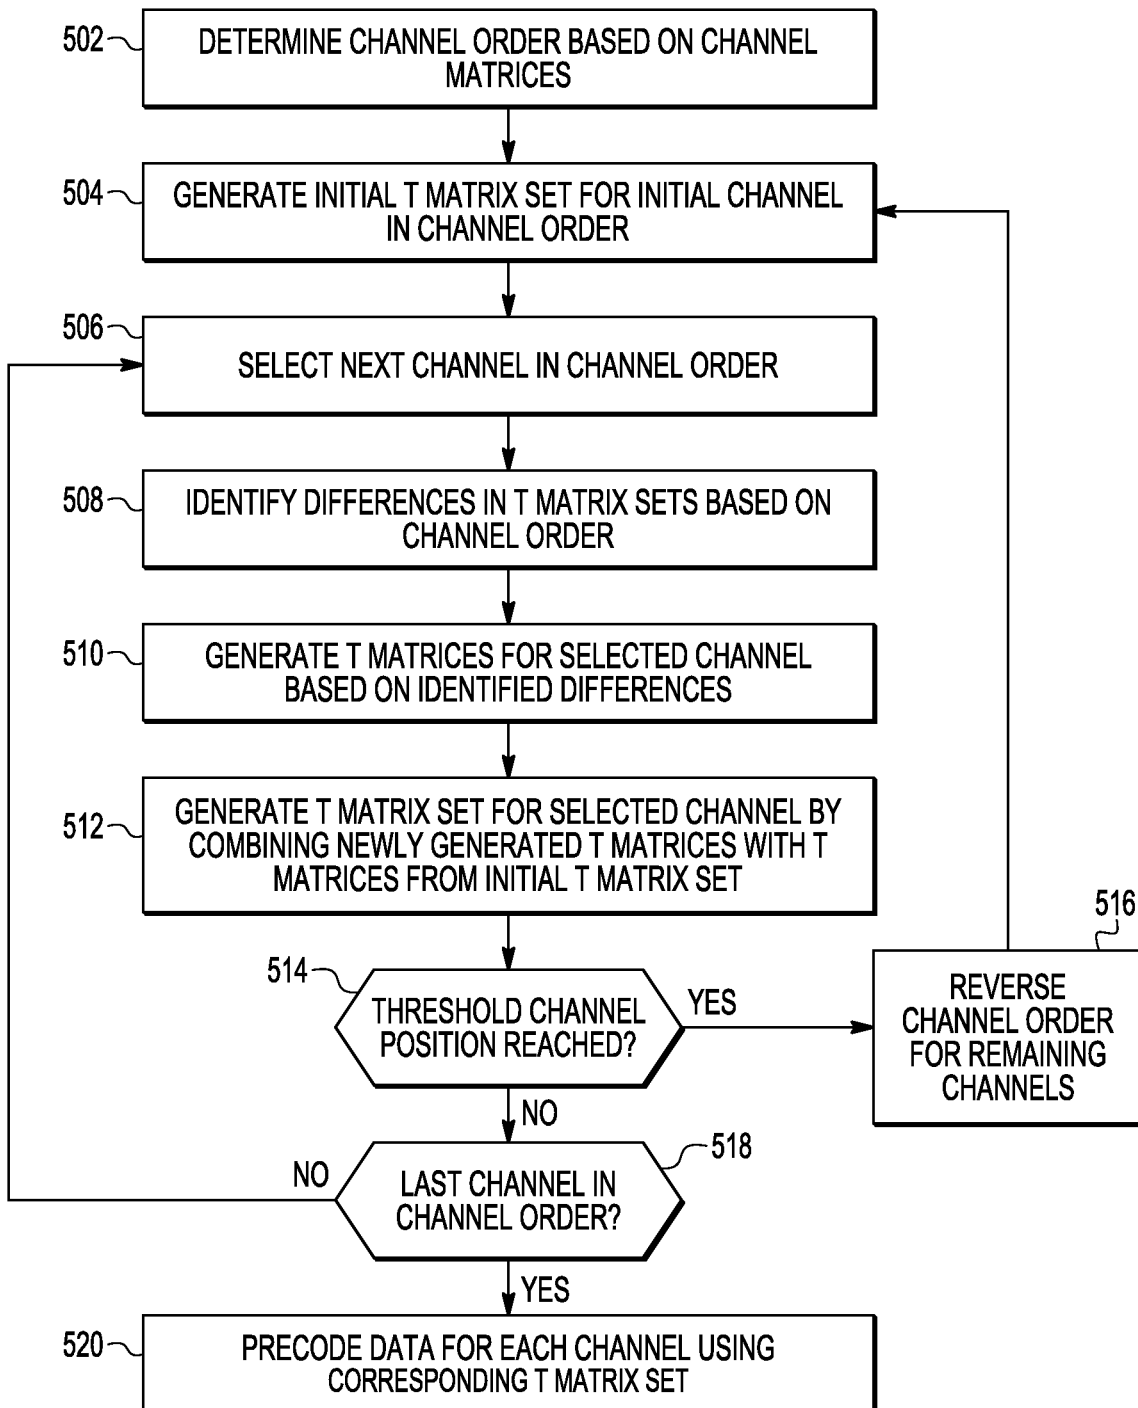 502
DETERMINE CHANNEL ORDER BASED ON CHANNEL
MATRICES
504
GENERATE INITIAL T MATRIX SET FOR INITIAL CHANNEL
IN CHANNEL ORDER
506
SELECT NEXT CHANNEL IN CHANNEL ORDER
508
IDENTIFY DIFFERENCES IN T MATRIX SETS BASED ON
CHANNEL ORDER
510
GENERATE T MATRICES FOR SELECTED CHANNEL
BASED ON IDENTIFIED DIFFERENCES
512
GENERATE T MATRIX SET FOR SELECTED CHANNEL BY
COMBINING NEWLY GENERATED T MATRICES WITH T
MATRICES FROM INITIAL T MATRIX SET
514
THRESHOLD CHANNEL
POSITION REACHED?
YES
516
REVERSE
CHANNEL ORDER
FOR REMAINING
CHANNELS
NO
518
LAST CHANNEL IN
CHANNEL ORDER?
NO
YES
520
PRECODE DATA FOR EACH CHANNEL USING
CORRESPONDING T MATRIX SET